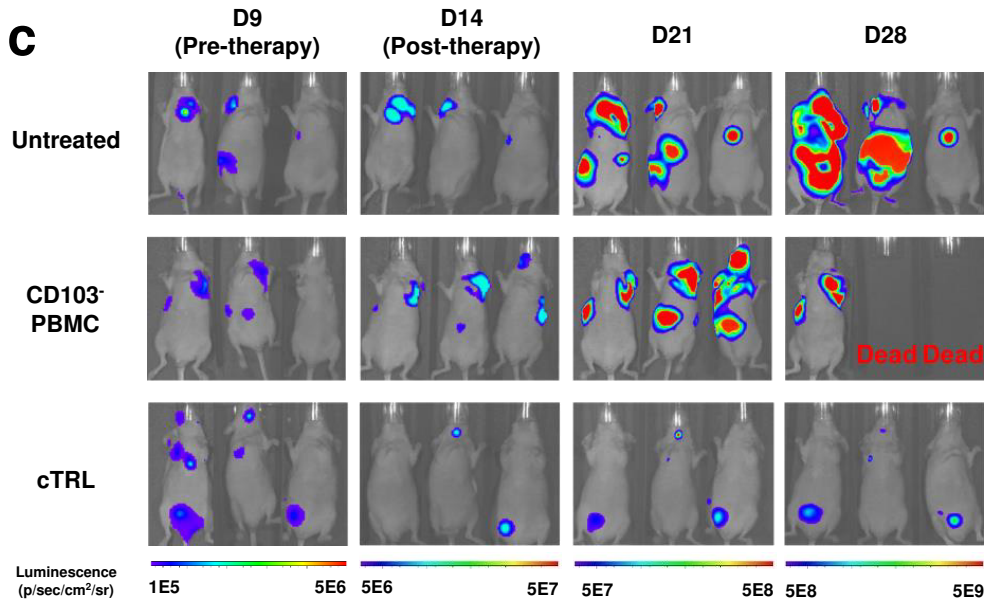 c
D9
(Pre-therapy)
D14
(Post-therapy)
D21
D28
Untreated
CD103-
PBMC
Dead Dead
cTRL
Luminescence
(p/sec/cm²/sr)
1E5 5E6 5E6 5E7 5E7 5E8 5E8 5E9